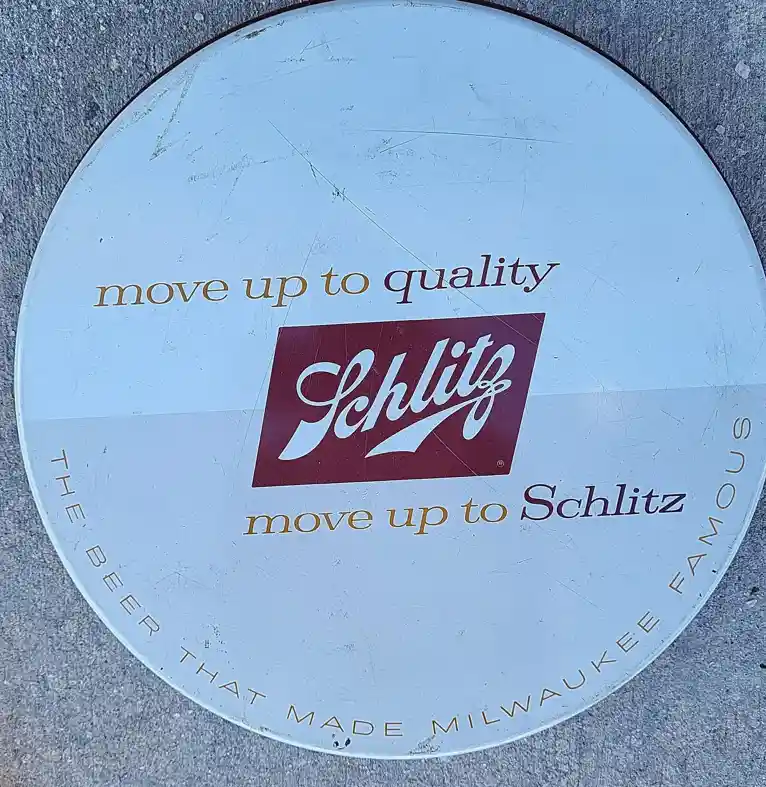 move up to quality
Schlitz
®
move up to Schlitz
THE BEER THAT MADE MILWAUKEE FAMOUS